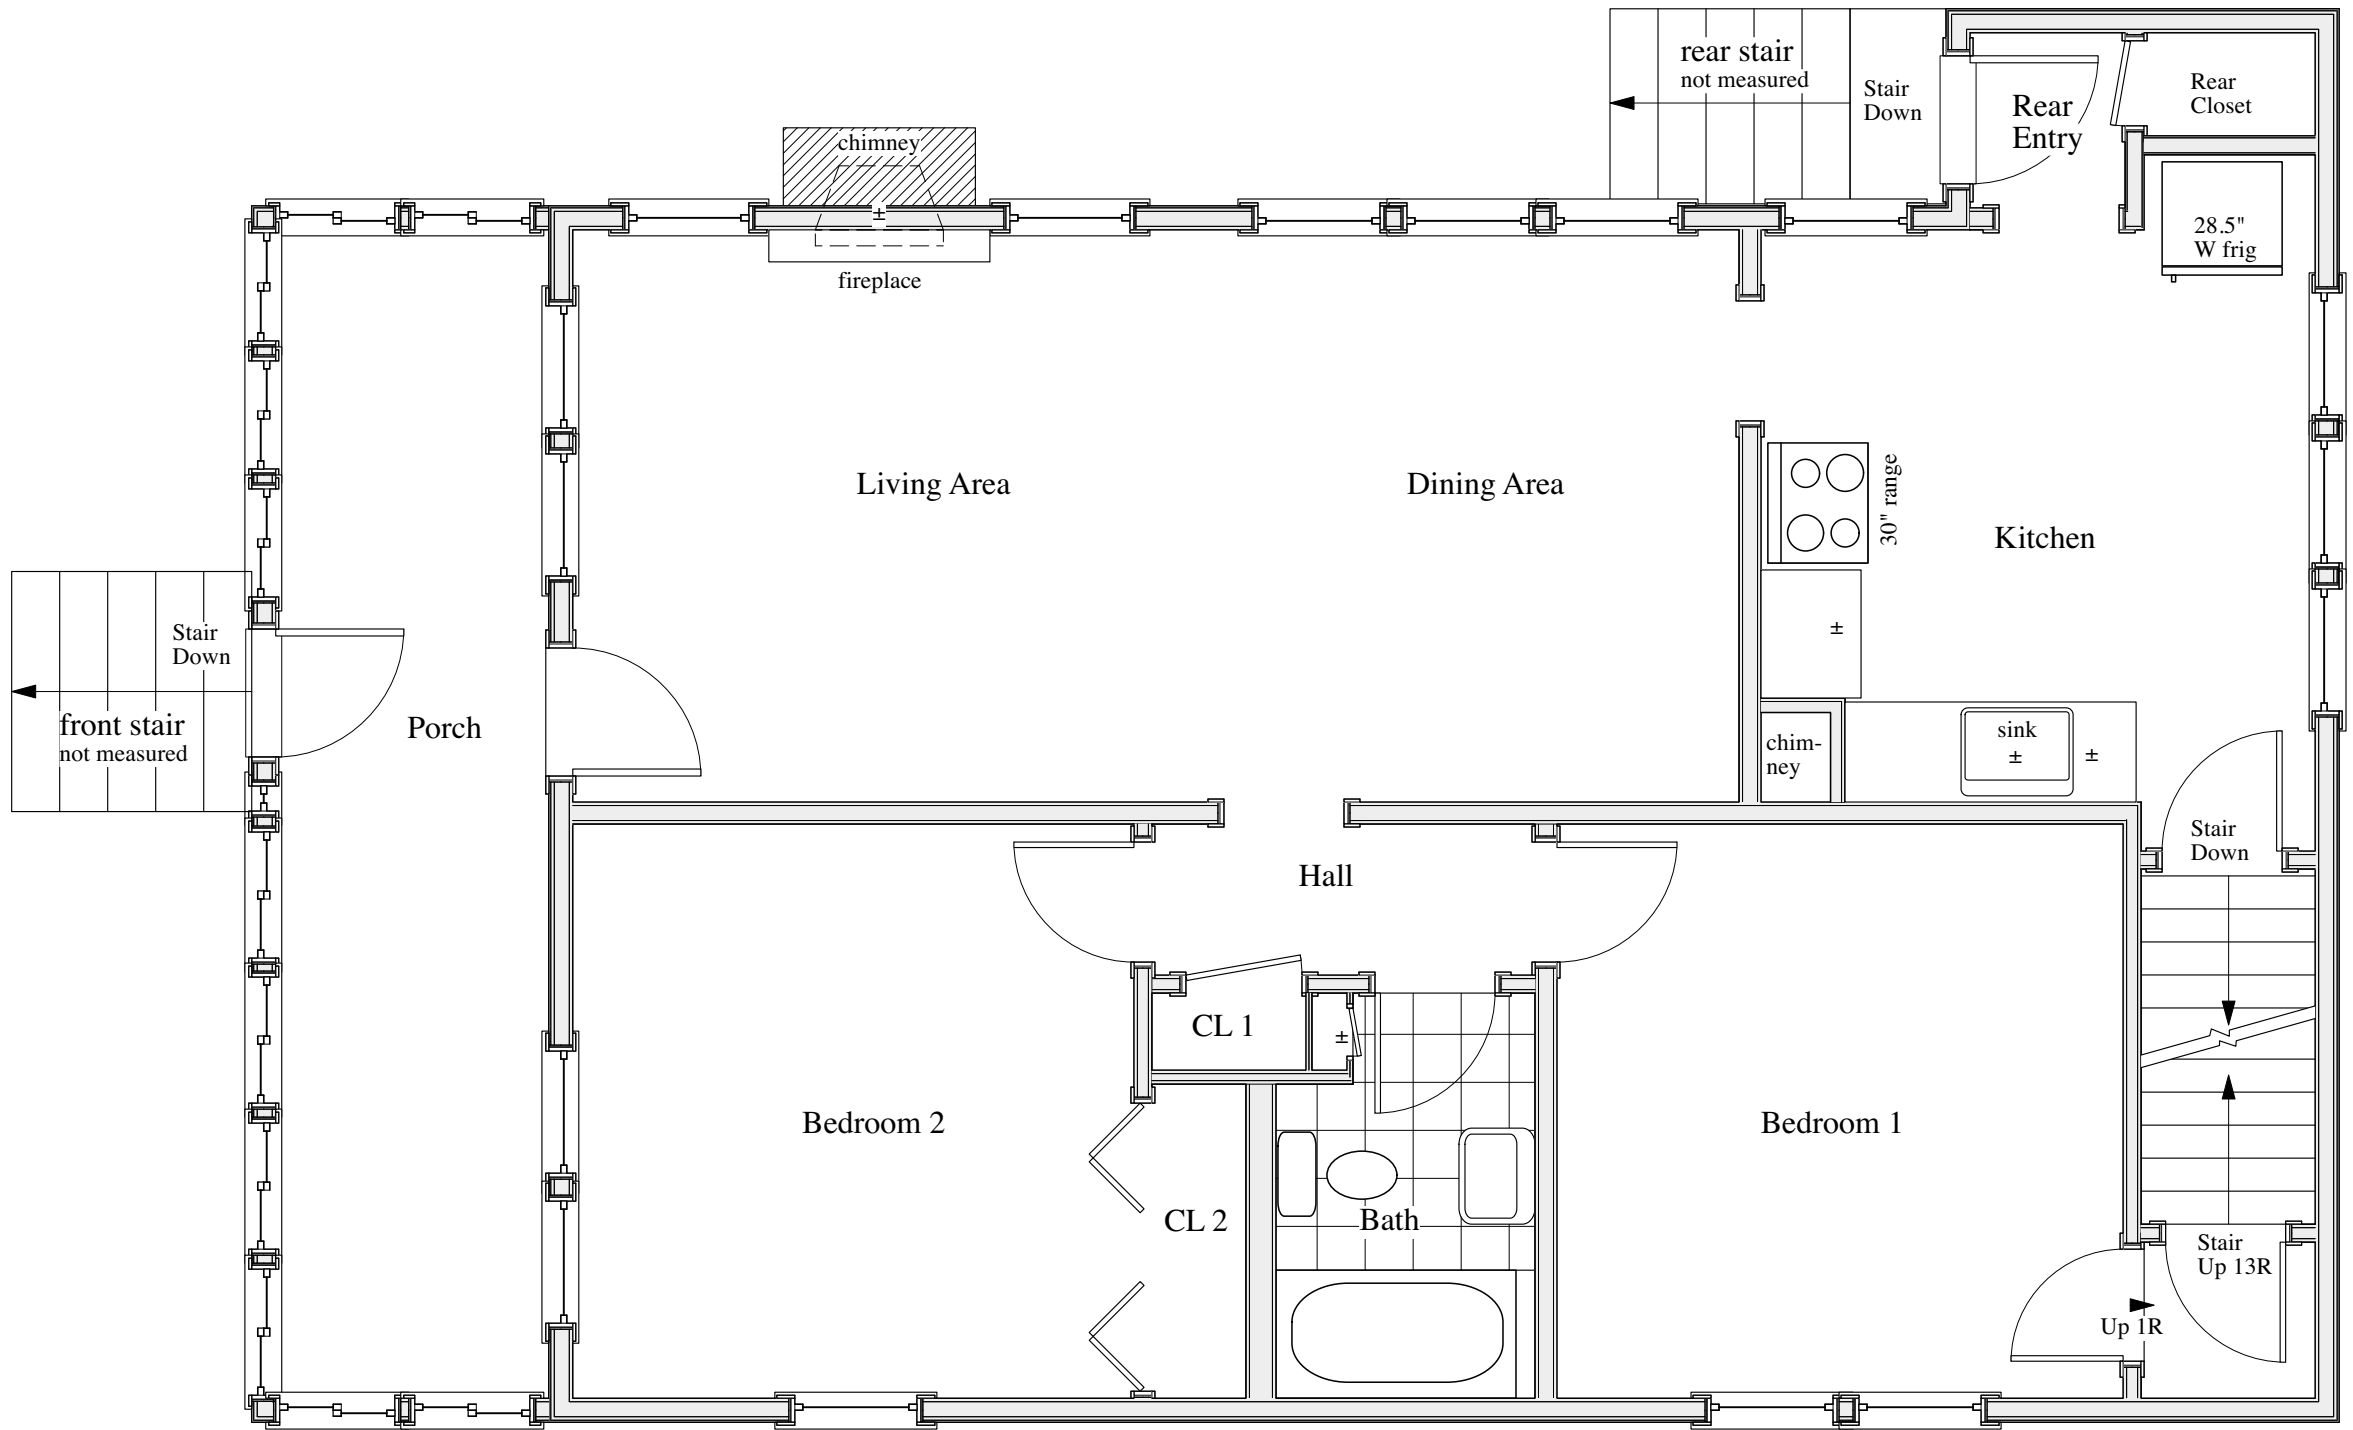 rear stair
not measured
Stair
Down
Rear
Entry
Rear
Closet
chimney
±
fireplace
28.5"
W frig
Living Area
Dining Area
30" range
Kitchen
±
Stair
Down
front stair
not measured
Porch
chim-
ney
sink
±
±
Stair
Down
Hall
CL 1
±
Bedroom 2
Bedroom 1
CL 2
Bath
Stair
Up 13R
Up 1R